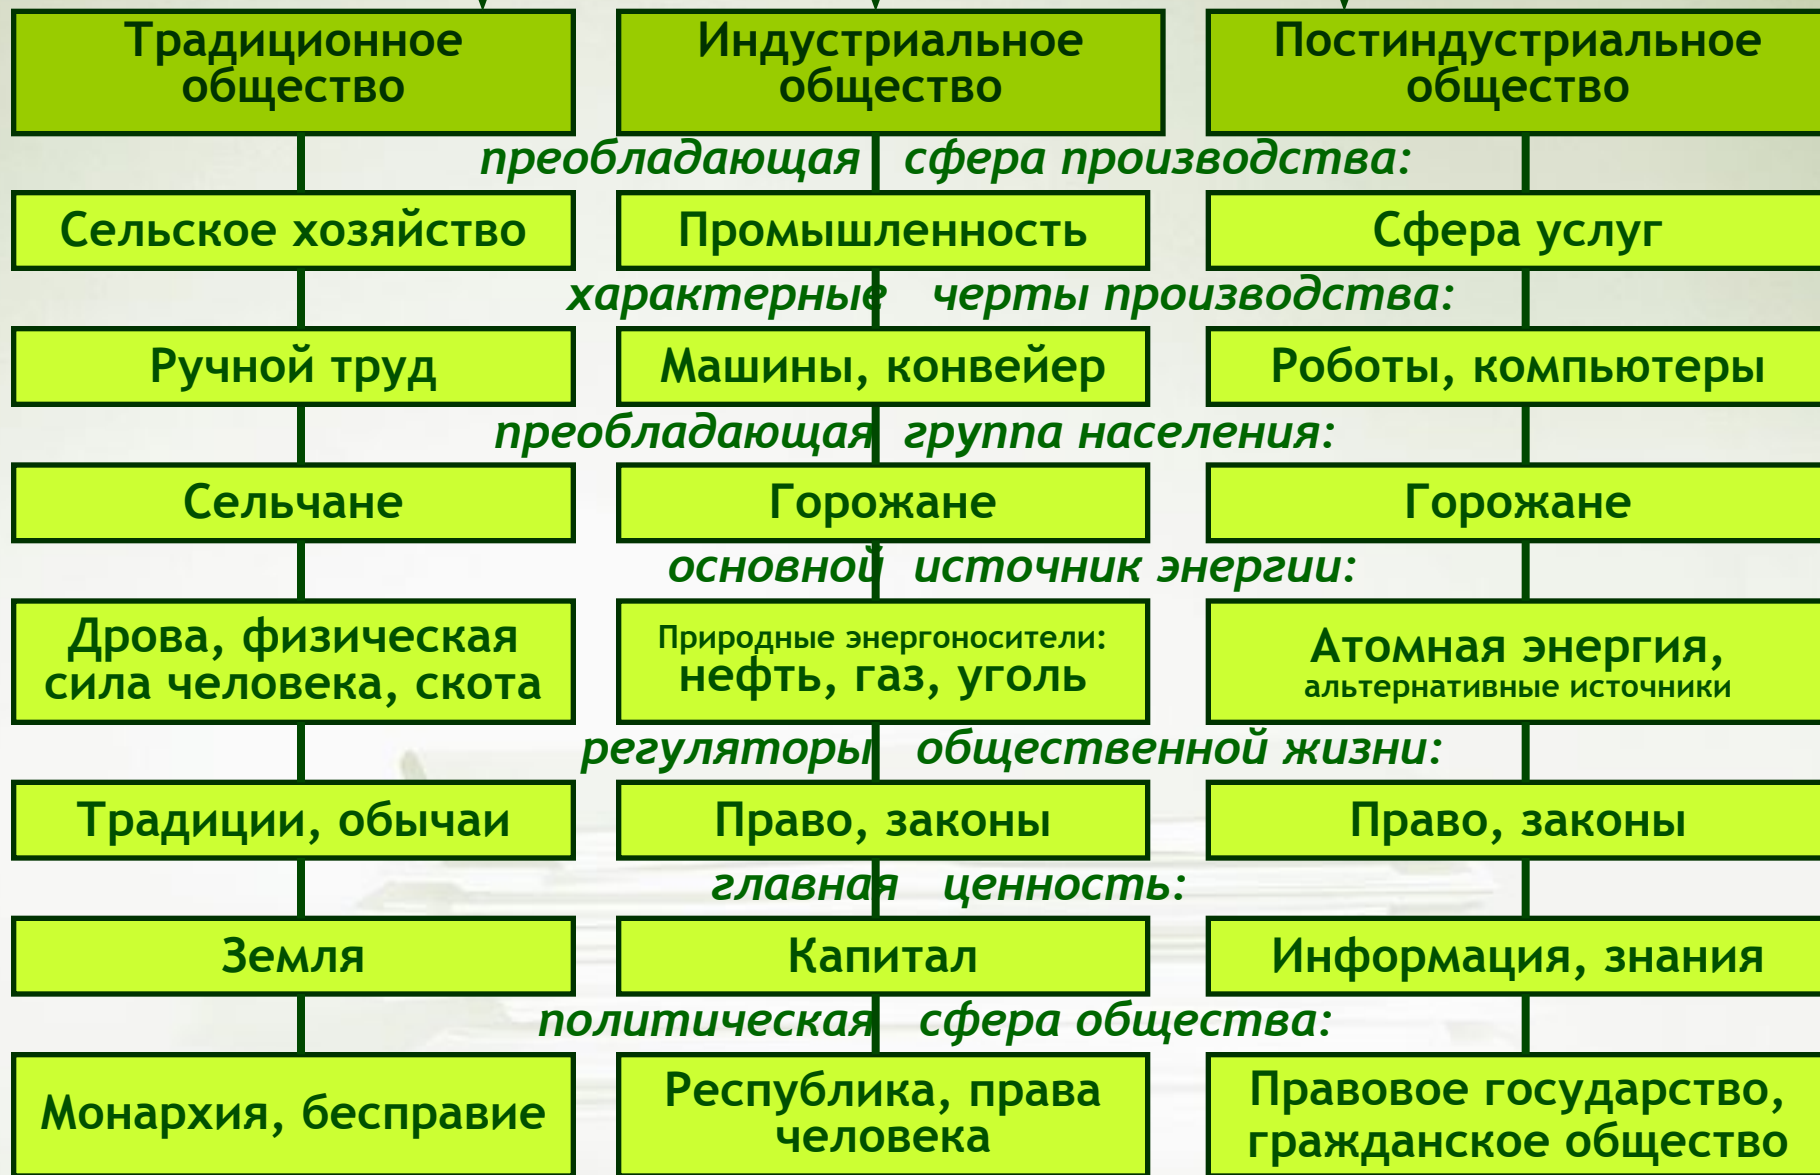 Традиционное
общество
Индустриальное
общество
Постиндустриальное
общество
преобладающая сфера производства:
Сельское хозяйство
Промышленность
Сфера услуг
характерные черты производства:
Ручной труд
Машины, конвейер
Роботы, компьютеры
преобладающая группа населения:
Сельчане
Горожане
Горожане
основной источник энергии:
Дрова, физическая
сила человека, скота
Природные энергоносители:
нефть, газ, уголь
Атомная энергия,
альтернативные источники
регуляторы общественной жизни:
Традиции, обычаи
Право, законы
Право, законы
главная ценность:
Земля
Капитал
Информация, знания
политическая сфера общества:
Монархия, бесправие
Республика, права
человека
Правовое государство,
гражданское общество